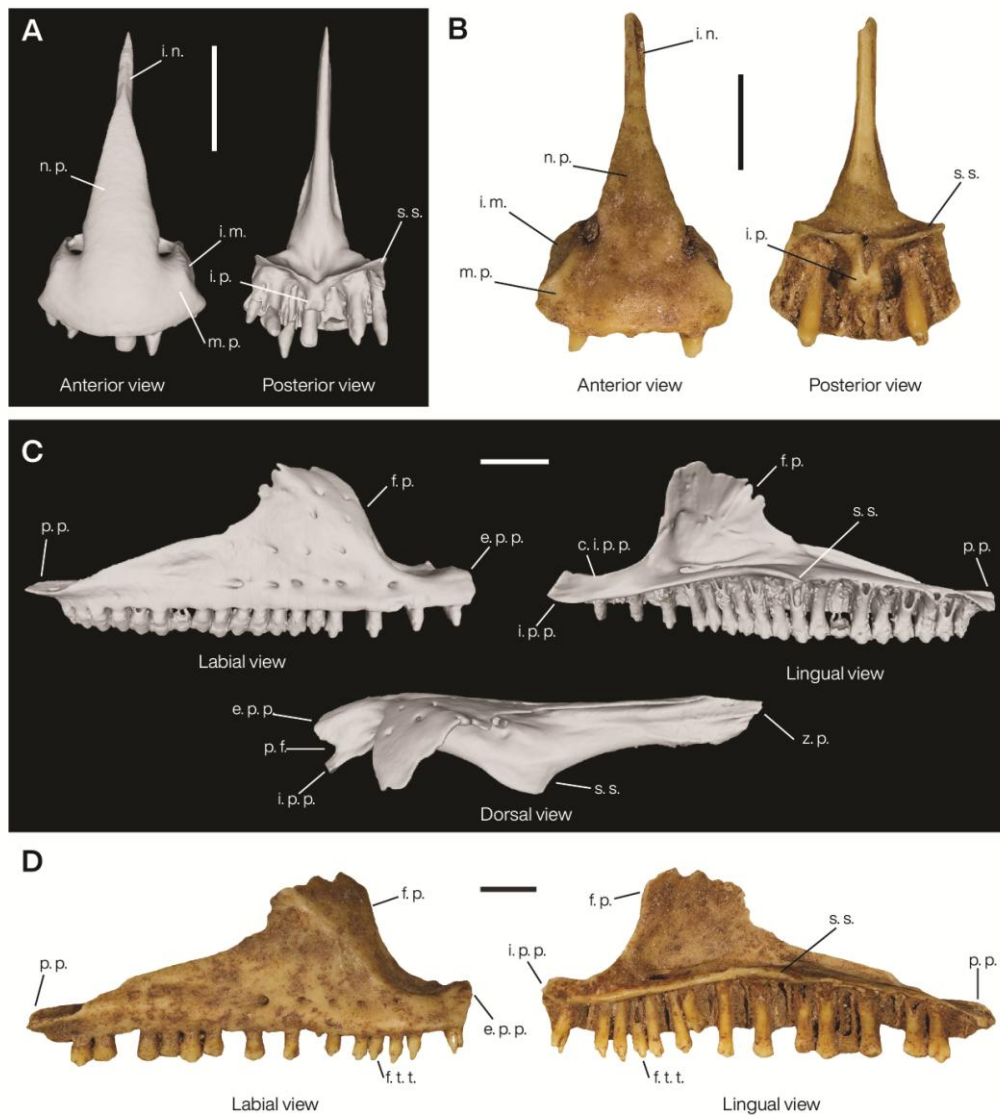 A
i. n.
n. p.
i. m.
s. s.
i. p.
m. p.
Anterior view
Posterior view
B
i. n.
n. p.
i. m.
s. s.
i. p.
m. p.
Anterior view
Posterior view
C
f. p.
p. p.
e. p. p.
Labial view
f. p.
s. s.
c. i. p. p.
p. p.
i. p. p.
Lingual view
e. p. p.
p. f.
i. p. p.
z. p.
s. s.
Dorsal view
D
f. p.
p. p.
e. p. p.
f. t. t.
Labial view
f. p.
s. s.
i. p. p.
p. p.
f. t. t.
Lingual view